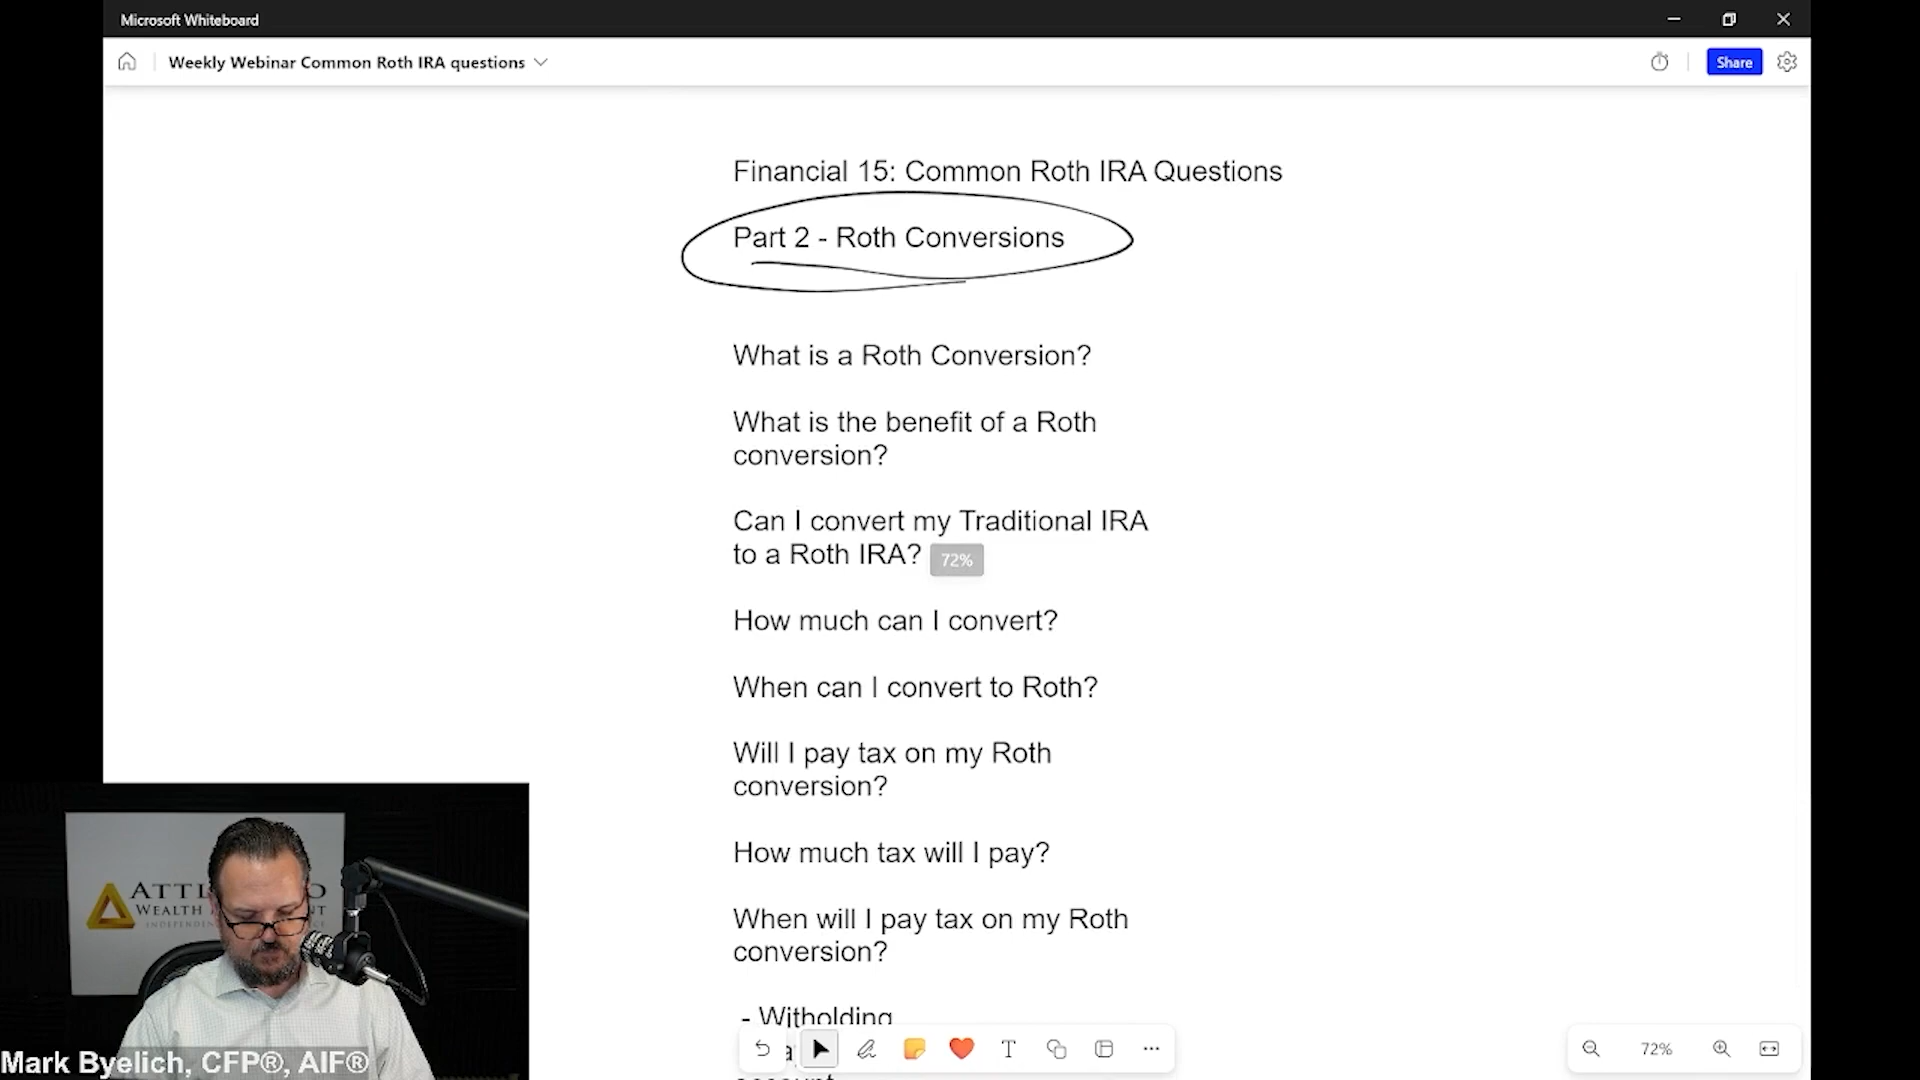 Microsoft Whiteboard
Weekly Webinar Common Roth IRA questions
Share
Financial 15: Common Roth IRA Questions
Part 2 - Roth Conversions
What is a Roth Conversion?
What is the benefit of a Roth
conversion?
Can I convert my Traditional IRA
to a Roth IRA?
72%
How much can I convert?
When can I convert to Roth?
Will I pay tax on my Roth
conversion?
How much tax will I pay?
When will I pay tax on my Roth
conversion?
- Witholding
72%
WEALTH
Mark Byelich, CFP®, AIF®